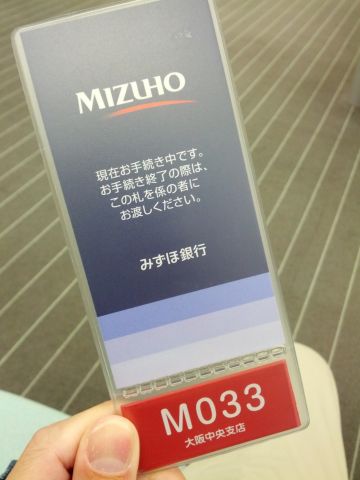 MIZUHO
現在お手続き中です。
お手続き終了の際は、
この札を係の者に
お渡しください。
みずほ銀行
M033
大阪中央支店